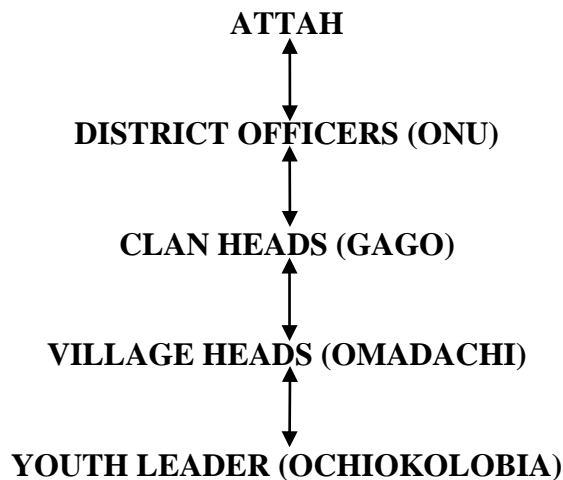 ATTAH
DISTRICT OFFICERS (ONU)
CLAN HEADS (GAGO)
VILLAGE HEADS (OMADACHI)
YOUTH LEADER (OCHIOKOLOBIA)